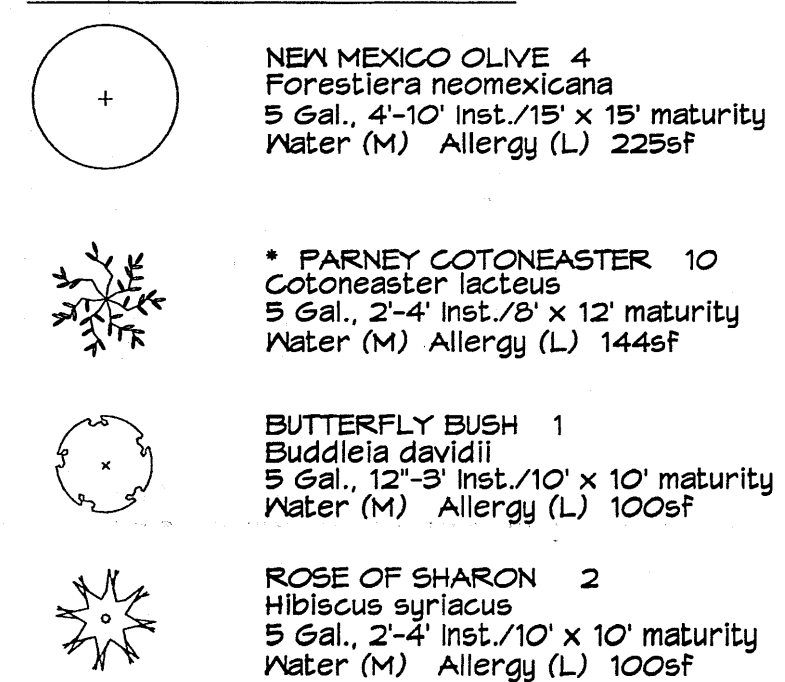 NEW MEXICO OLIVE 4
Forestiera neomexicana
5 Gal., 4'-10' Inst./15' x 15' maturity
Water (M) Allergy (L) 225sf
* PARNEY COTONEASTER 10
Cotoneaster lacteus
5 Gal., 2'-4' Inst./8' x 12' maturity
Water (M) Allergy (L) 144sf
BUTTERFLY BUSH 1
Buddleia davidii
5 Gal., 12"-3' Inst./10' x 10' maturity
Water (M) Allergy (L) 100sf
ROSE OF SHARON 2
Hibiscus syriacus
5 Gal., 2'-4' Inst./10' x 10' maturity
Water (M) Allergy (L) 100sf